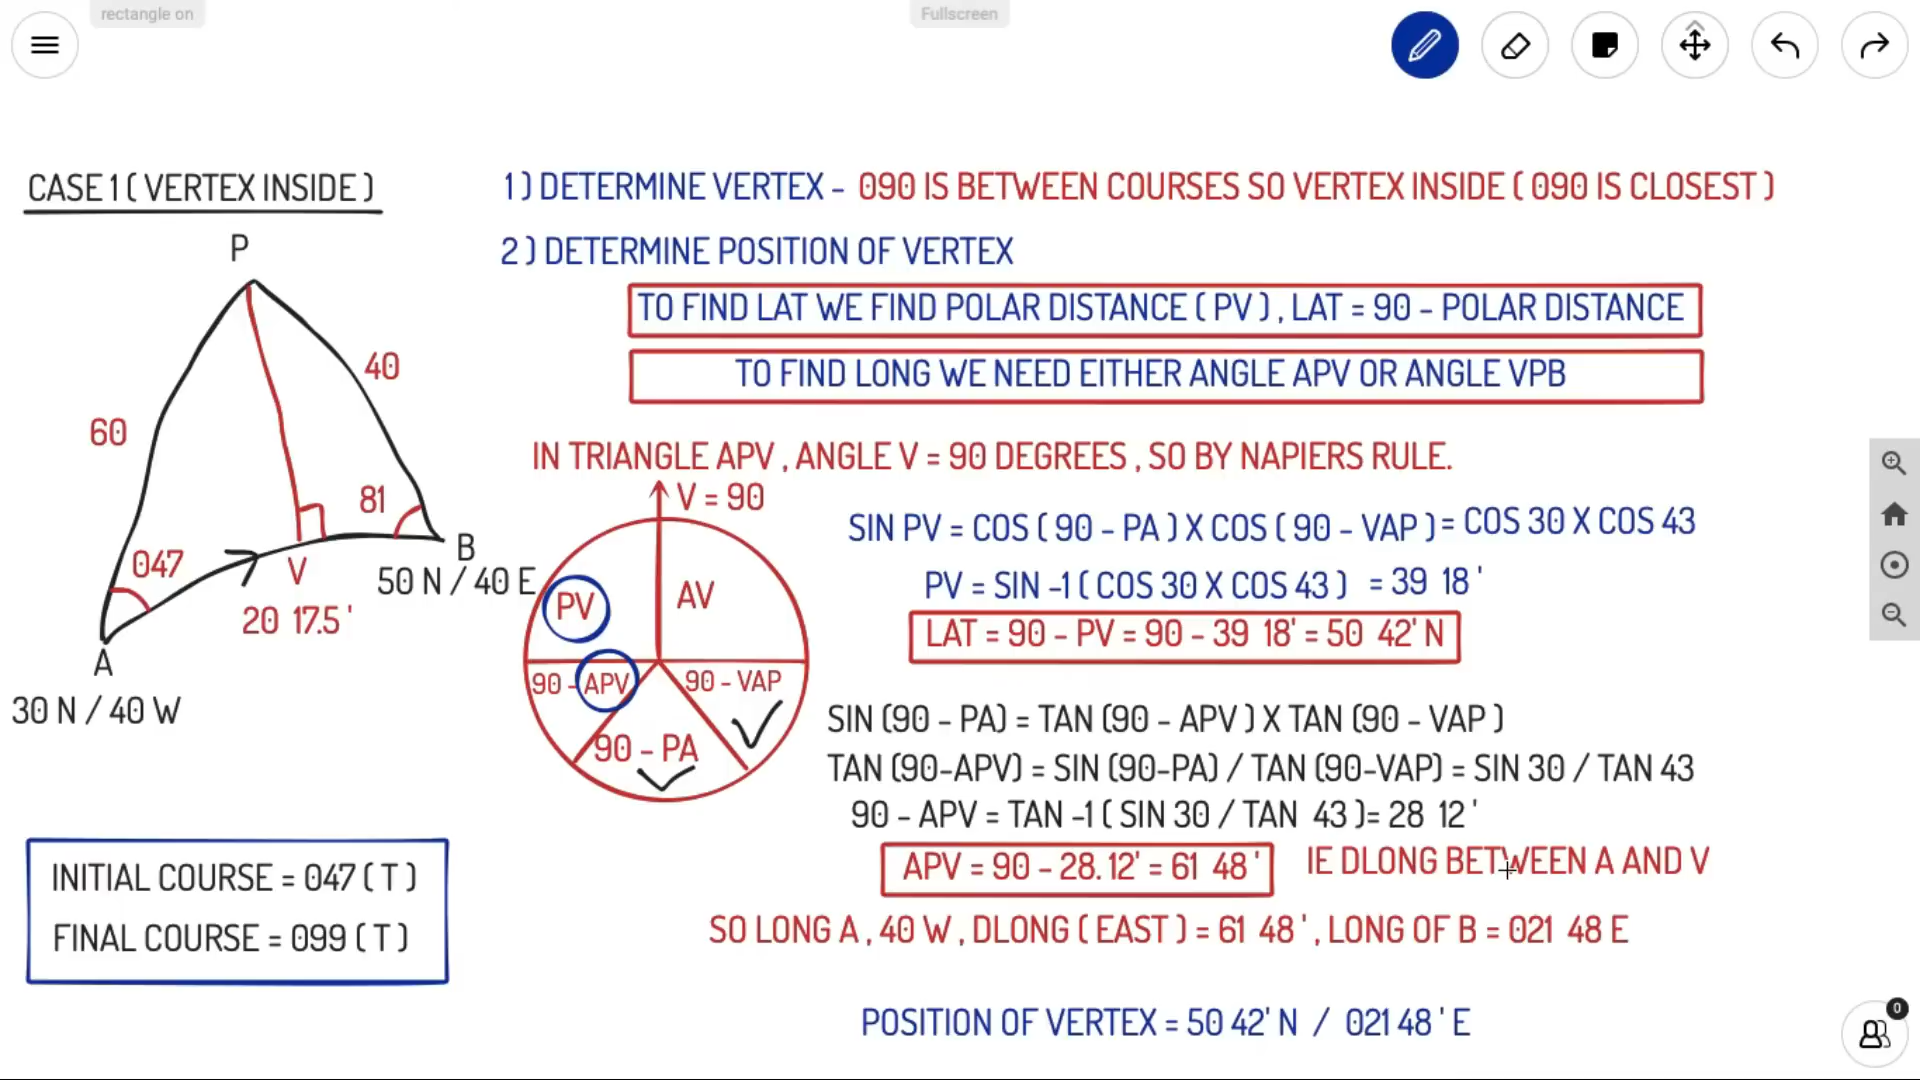 rectangle on
Fullscreen
CASE 1 ( VERTEX INSIDE )
1 ) DETERMINE VERTEX - 090 IS BETWEEN COURSES SO VERTEX INSIDE ( 090 IS CLOSEST )
2 ) DETERMINE POSITION OF VERTEX
TO FIND LAT WE FIND POLAR DISTANCE ( PV ) , LAT = 90 - POLAR DISTANCE
TO FIND LONG WE NEED EITHER ANGLE APV OR ANGLE VPB
P
40
60
81
047
V
B
50 N / 40 E
20 17.5 '
A
30 N / 40 W
IN TRIANGLE APV , ANGLE V = 90 DEGREES , SO BY NAPIERS RULE.
V = 90
PV
AV
90 - APV
90 - VAP
90 - PA
SIN PV = COS ( 90 - PA ) X COS ( 90 - VAP ) = COS 30 X COS 43
PV = SIN -1 ( COS 30 X COS 43 ) = 39 18 '
LAT = 90 - PV = 90 - 39 18' = 50 42' N
SIN (90 - PA) = TAN (90 - APV ) X TAN (90 - VAP )
TAN (90-APV) = SIN (90-PA) / TAN (90-VAP) = SIN 30 / TAN 43
90 - APV = TAN -1 ( SIN 30 / TAN 43 )= 28 12 '
APV = 90 - 28. 12' = 61 48 '
IE DLONG BETWEEN A AND V
SO LONG A , 40 W , DLONG ( EAST ) = 61 48 ' , LONG OF B = 021 48 E
POSITION OF VERTEX = 50 42' N / 021 48 ' E
INITIAL COURSE = 047 ( T )
FINAL COURSE = 099 ( T )
0